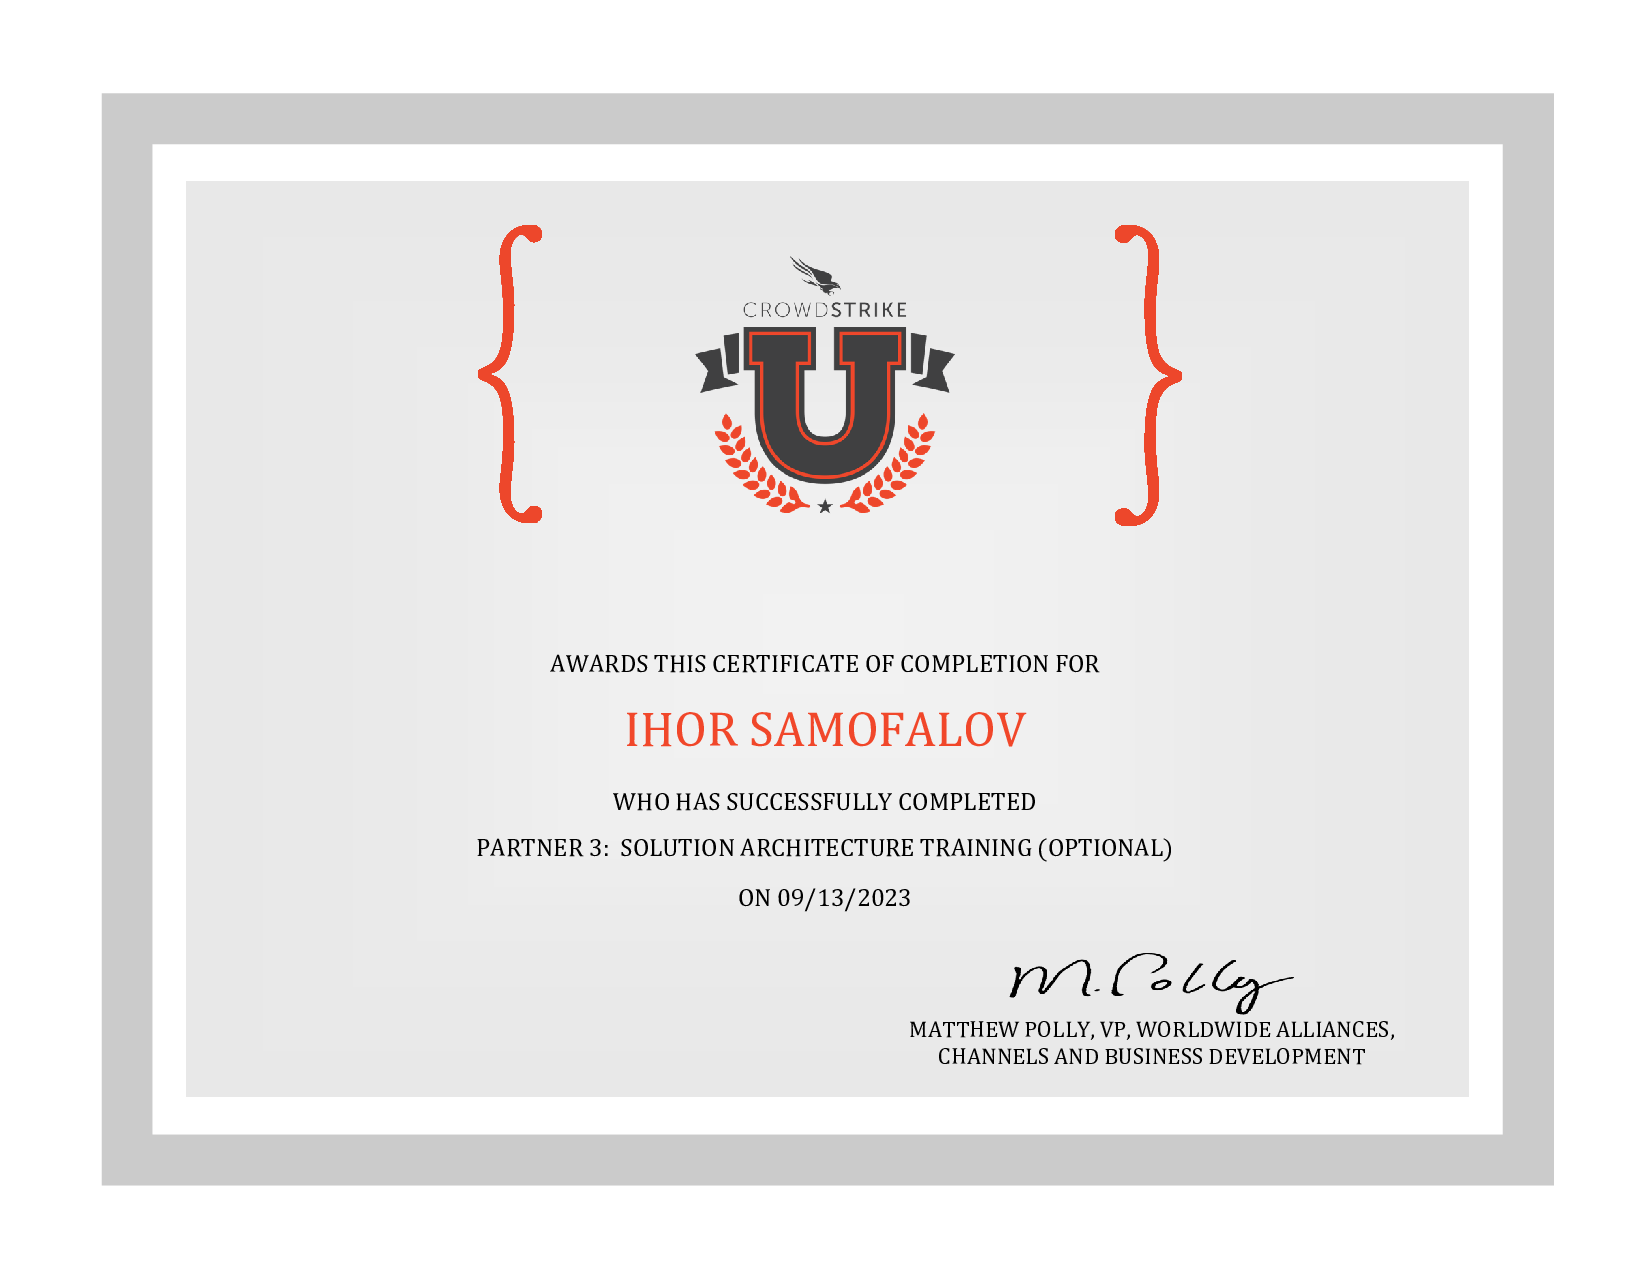 CROWDSTRIKE
U
AWARDS THIS CERTIFICATE OF COMPLETION FOR
IHOR SAMOFALOV
WHO HAS SUCCESSFULLY COMPLETED
PARTNER 3:  SOLUTION ARCHITECTURE TRAINING (OPTIONAL)
ON 09/13/2023
M. Polly
MATTHEW POLLY, VP, WORLDWIDE ALLIANCES,
CHANNELS AND BUSINESS DEVELOPMENT